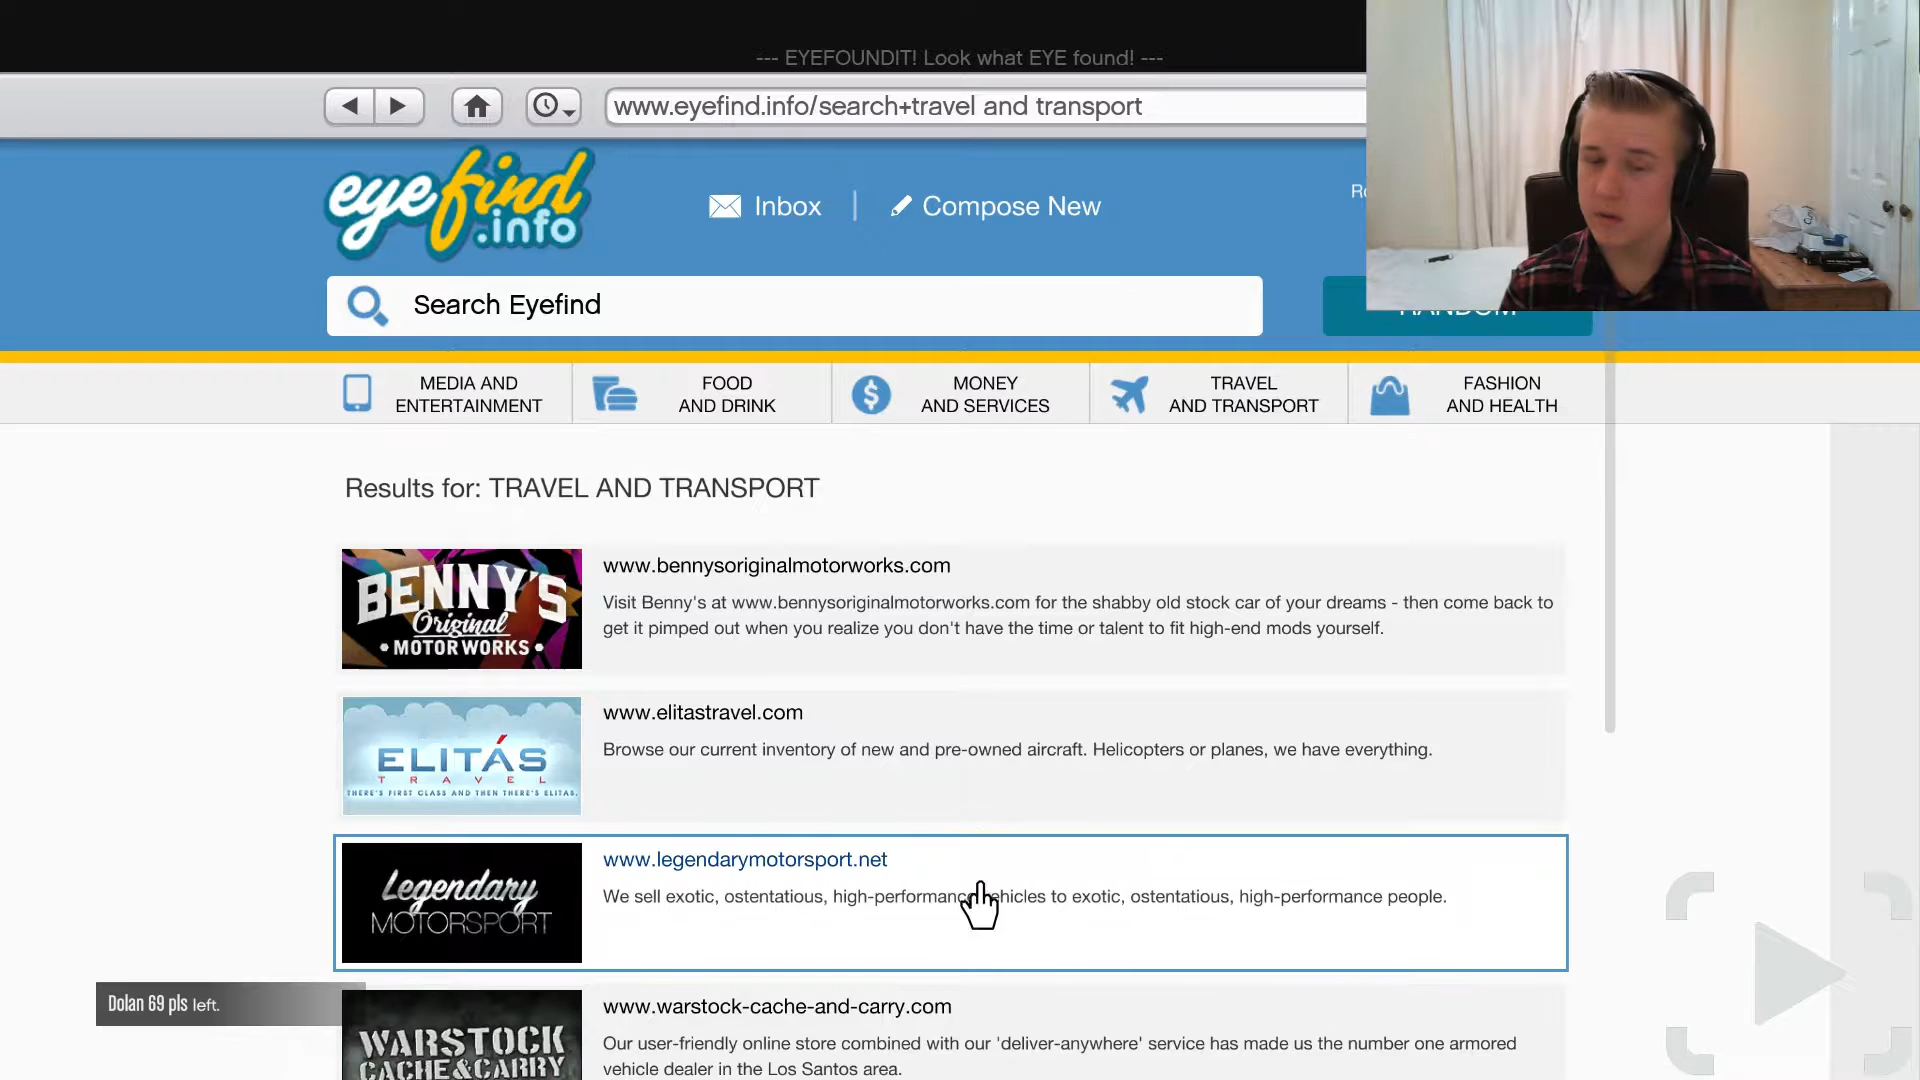 --- EYEFOUNDIT! Look what EYE found! ---
www.eyefind.info/search+travel and transport
eyefind
.info
Inbox
Compose New
Search Eyefind
RANDOM
MEDIA AND
ENTERTAINMENT
FOOD
AND DRINK
MONEY
AND SERVICES
TRAVEL
AND TRANSPORT
FASHION
AND HEALTH
Results for: TRAVEL AND TRANSPORT
BENNY'S
Original
• MOTOR WORKS •
www.bennysoriginalmotorworks.com
Visit Benny's at www.bennysoriginalmotorworks.com for the shabby old stock car of your dreams - then come back to
get it pimped out when you realize you don't have the time or talent to fit high-end mods yourself.
ELITÁS
TRAVEL
THERE'S FIRST CLASS AND THEN THERE'S ELITAS.
www.elitastravel.com
Browse our current inventory of new and pre-owned aircraft. Helicopters or planes, we have everything.
Legendary
MOTORSPORT
www.legendarymotorsport.net
We sell exotic, ostentatious, high-performance vehicles to exotic, ostentatious, high-performance people.
Dolan 69 pls left.
WARSTOCK
CACHE&CARRY
www.warstock-cache-and-carry.com
Our user-friendly online store combined with our 'deliver-anywhere' service has made us the number one armored
vehicle dealer in the Los Santos area.